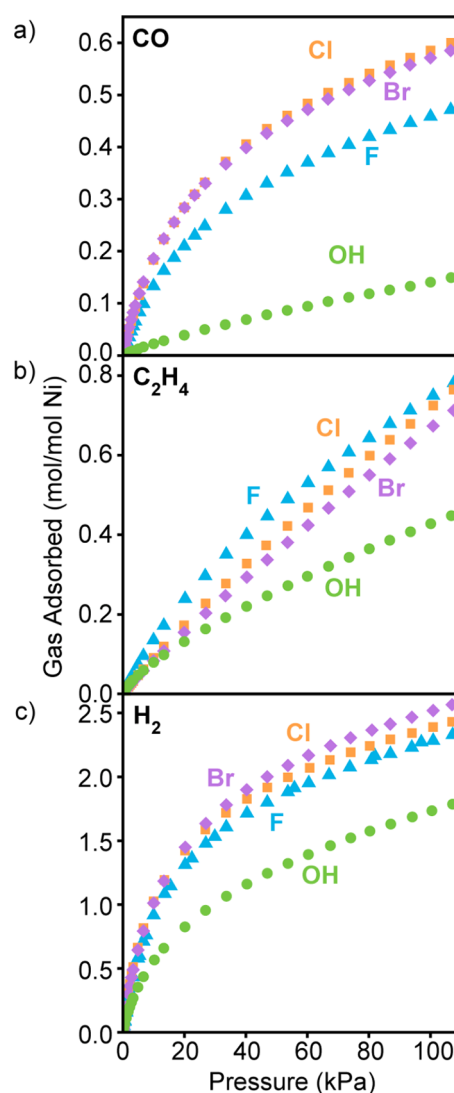 a)
CO
0.6
0.5
0.4
0.3
0.2
0.1
0.0
Cl
Br
F
OH
b)
C₂H₄
0.8
0.6
0.4
0.2
0.0
F
Cl
Br
OH
c)
H₂
2.5
2.0
1.5
1.0
0.5
0.0
Br
Cl
F
OH
Gas Adsorbed (mol/mol Ni)
0 20 40 60 80 100
Pressure (kPa)